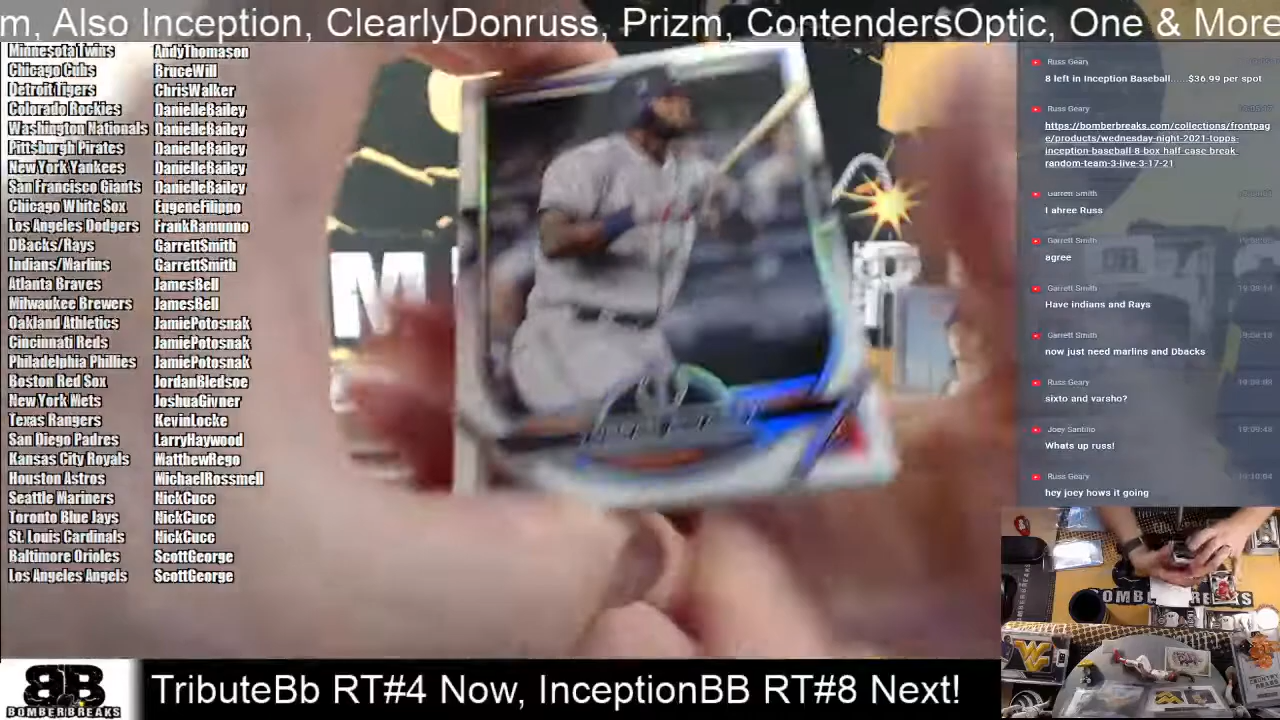 m, Also Inception, ClearlyDonruss, Prizm, ContendersOptic, One & More
Minnesota Twins AndyThomason
Chicago Cubs BruceWill
Detroit Tigers ChrisWalker
Colorado Rockies DanielleBailey
Washington Nationals DanielleBailey
Pittsburgh Pirates DanielleBailey
New York Yankees DanielleBailey
San Francisco Giants DanielleBailey
Chicago White Sox EugeneFilippo
Los Angeles Dodgers FrankRamunno
DBacks/Rays GarrettSmith
Indians/Marlins GarrettSmith
Atlanta Braves JamesBell
Milwaukee Brewers JamesBell
Oakland Athletics JamiePotosnak
Cincinnati Reds JamiePotosnak
Philadelphia Phillies JamiePotosnak
Boston Red Sox JordanBledsoe
New York Mets JoshuaGivner
Texas Rangers KevinLocke
San Diego Padres LarryHaywood
Kansas City Royals MatthewRego
Houston Astros MichaelRossmell
Seattle Mariners NickCucc
Toronto Blue Jays NickCucc
St. Louis Cardinals NickCucc
Baltimore Orioles ScottGeorge
Los Angeles Angels ScottGeorge
Russ Geary
8 left in Inception Baseball......$36.99 per spot
Russ Geary
https://bomberbreaks.com/collections/frontpag
e/products/wednesday-night-2021-topps-
inception-baseball-8-box-half-case-break-
random-team-3-live-3-17-21
Garrett Smith
I ahree Russ
Garrett Smith
agree
Garrett Smith
Have indians and Rays
Garrett Smith
now just need marlins and Dbacks
Russ Geary
sixto and varsho?
Joey Santilio
Whats up russ!
Russ Geary
hey joey hows it going
BOMBERBREAKS
BB
BOMBERBREAKS
TributeBb RT#4 Now, InceptionBB RT#8 Next!